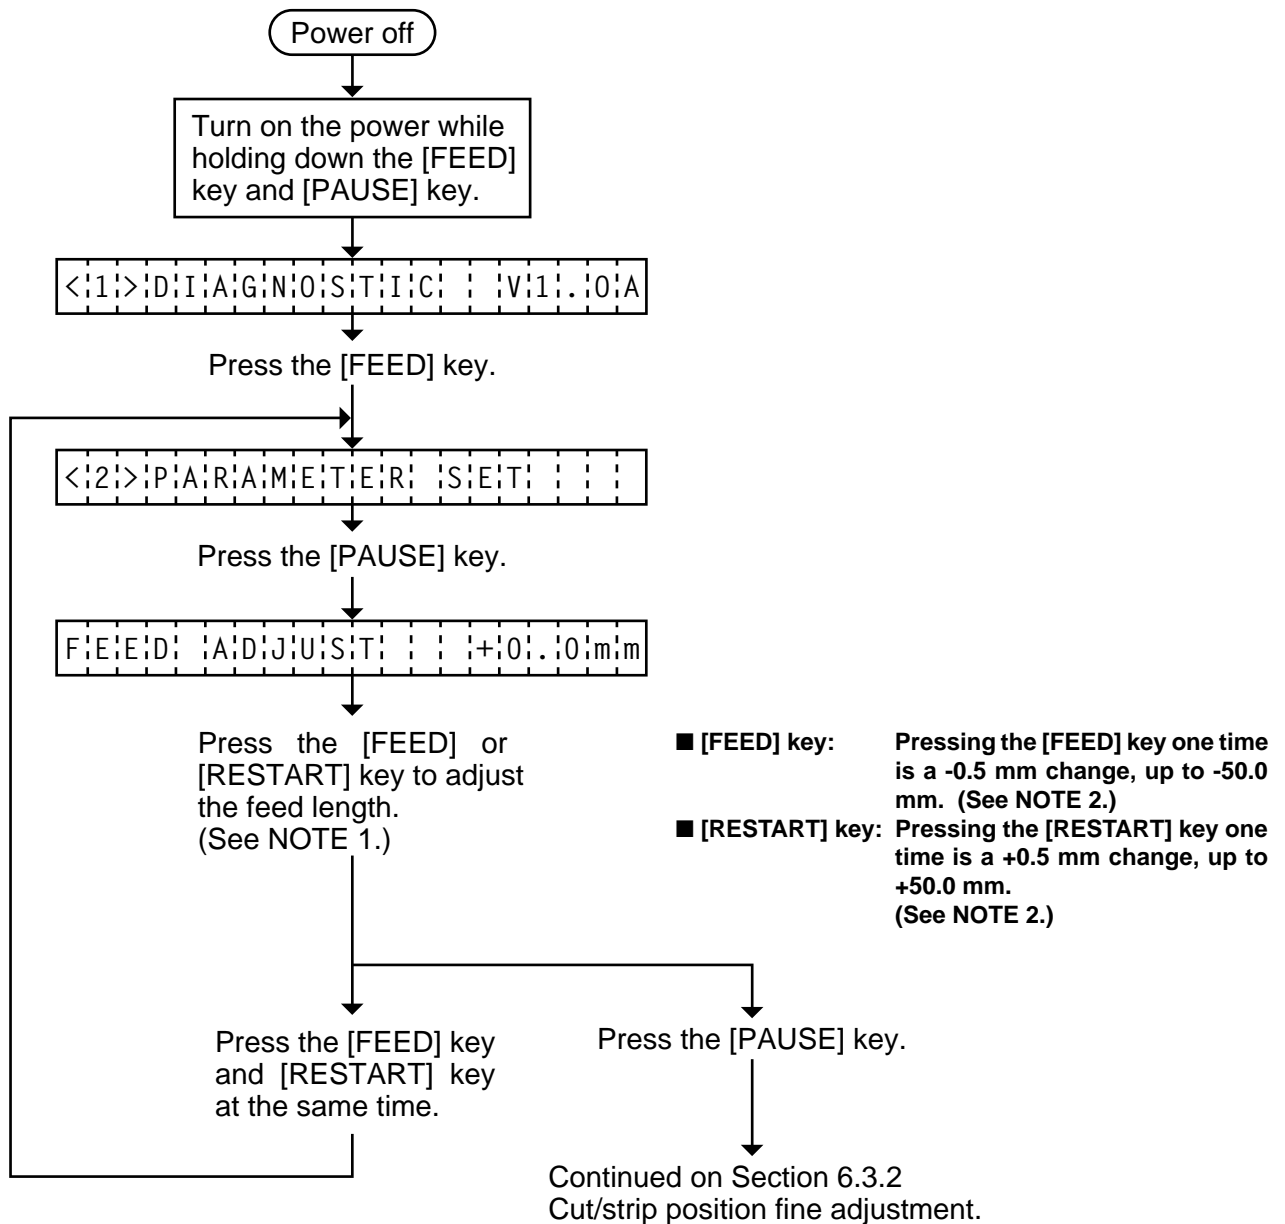 Power off
Turn on the power while
holding down the [FEED]
key and [PAUSE] key.
<1>DIAGNOSTIC  V1.0A
Press the [FEED] key.
<2>PARAMETER SET
Press the [PAUSE] key.
FEED ADJUST   +0.0mm
Press the [FEED] or
[RESTART] key to adjust
the feed length.
(See NOTE 1.)
■ [FEED] key: Pressing the [FEED] key one time
is a -0.5 mm change, up to -50.0
mm. (See NOTE 2.)
■ [RESTART] key: Pressing the [RESTART] key one
time is a +0.5 mm change, up to
+50.0 mm.
(See NOTE 2.)
Press the [FEED] key
and [RESTART] key
at the same time.
Press the [PAUSE] key.
Continued on Section 6.3.2
Cut/strip position fine adjustment.